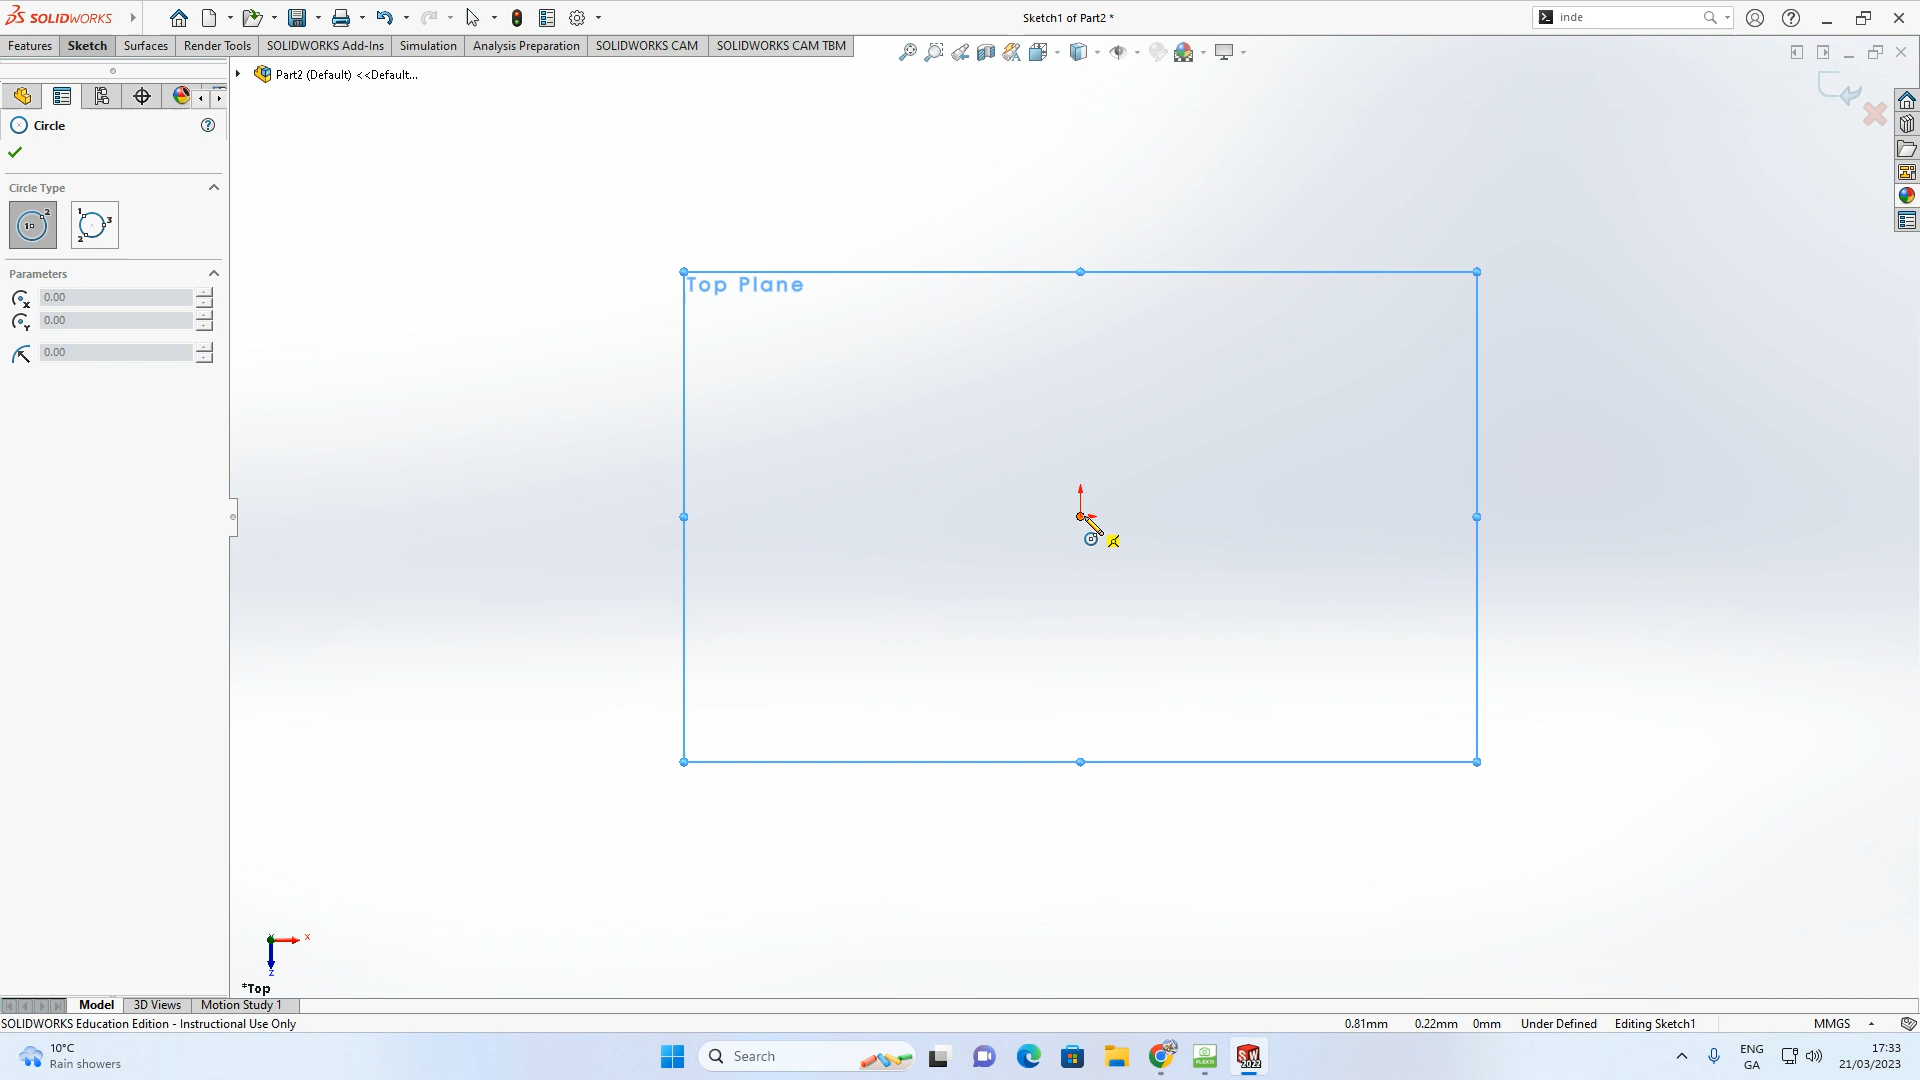 SOLIDWORKS
Sketch1 of Part2 *
inde
Features Sketch Surfaces Render Tools SOLIDWORKS Add-Ins Simulation Analysis Preparation SOLIDWORKS CAM SOLIDWORKS CAM TBM
Part2 (Default) <<Default...
Circle
Circle Type
Parameters
0.00
0.00
0.00
Top Plane
x
z
*Top
Model 3D Views Motion Study 1
SOLIDWORKS Education Edition - Instructional Use Only
0.81mm 0.22mm 0mm Under Defined Editing Sketch1 MMGS
10°C
Rain showers
Search
ENG
GA
17:33
21/03/2023